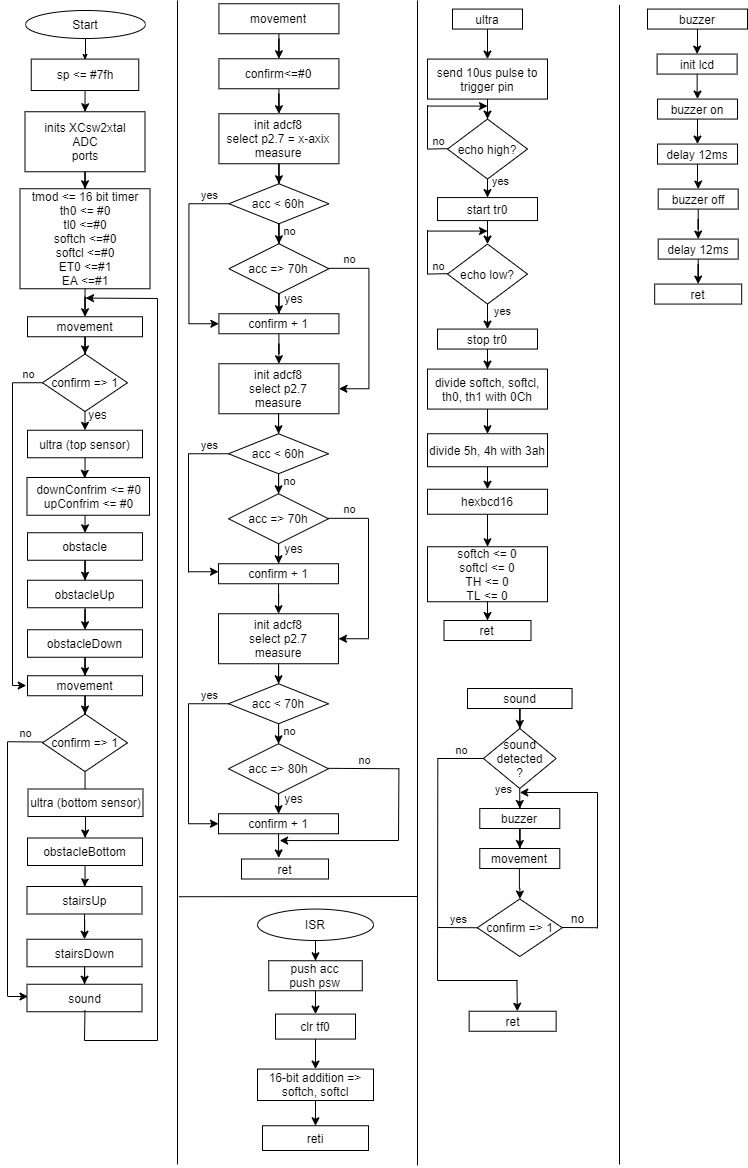 Start
sp <= #7fh
inits XCsw2xtal
ADC
ports
tmod <= 16 bit timer
th0 <= #0
tl0 <=#0
softch <=#0
softcl <=#0
ET0 <=#1
EA <=#1
movement
confirm => 1
no
yes
ultra (top sensor)
downConfrim <= #0
upConfrim <= #0
obstacle
obstacleUp
obstacleDown
movement
confirm => 1
no
ultra (bottom sensor)
obstacleBottom
stairsUp
stairsDown
sound
movement
confirm<=#0
init adcf8
select p2.7 = x-axix
measure
acc < 60h
yes
no
acc => 70h
no
yes
confirm + 1
init adcf8
select p2.7
measure
acc < 60h
yes
no
acc => 70h
no
yes
confirm + 1
init adcf8
select p2.7
measure
acc < 70h
yes
no
acc => 80h
no
yes
confirm + 1
ret
ISR
push acc
push psw
clr tf0
16-bit addition =>
softch, softcl
reti
ultra
send 10us pulse to
trigger pin
echo high?
no
yes
start tr0
echo low?
no
yes
stop tr0
divide softch, softcl,
th0, th1 with 0Ch
divide 5h, 4h with 3ah
hexbcd16
softch <= 0
softcl <= 0
TH <= 0
TL <= 0
ret
sound
sound
detected
?
no
yes
buzzer
movement
confirm => 1
yes
no
ret
buzzer
init lcd
buzzer on
delay 12ms
buzzer off
delay 12ms
ret